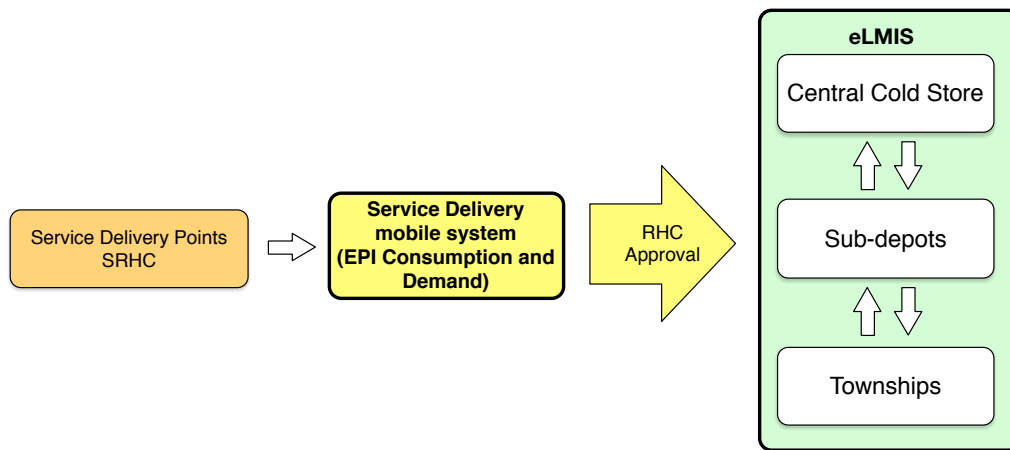 Service Delivery Points
SRHC
Service Delivery
mobile system
(EPI Consumption and
Demand)
RHC
Approval
eLMIS
Central Cold Store
Sub-depots
Townships